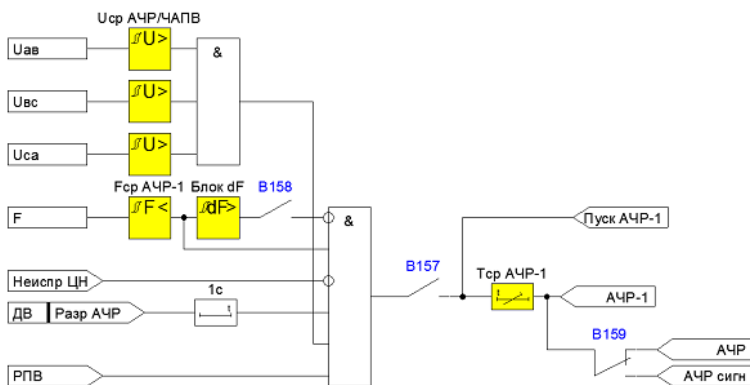 Uср АЧР/ЧАПВ
Uав
U>
&
Uвс
U>
Uса
U>
Fср АЧР-1 Блок dF
B158
F
F<
dF>
&
Пуск АЧР-1
Неиспр ЦН
B157
Tср АЧР-1
1с
t
ДВ Разр АЧР
t
АЧР-1
B159
АЧР
РПВ
АЧР сигн